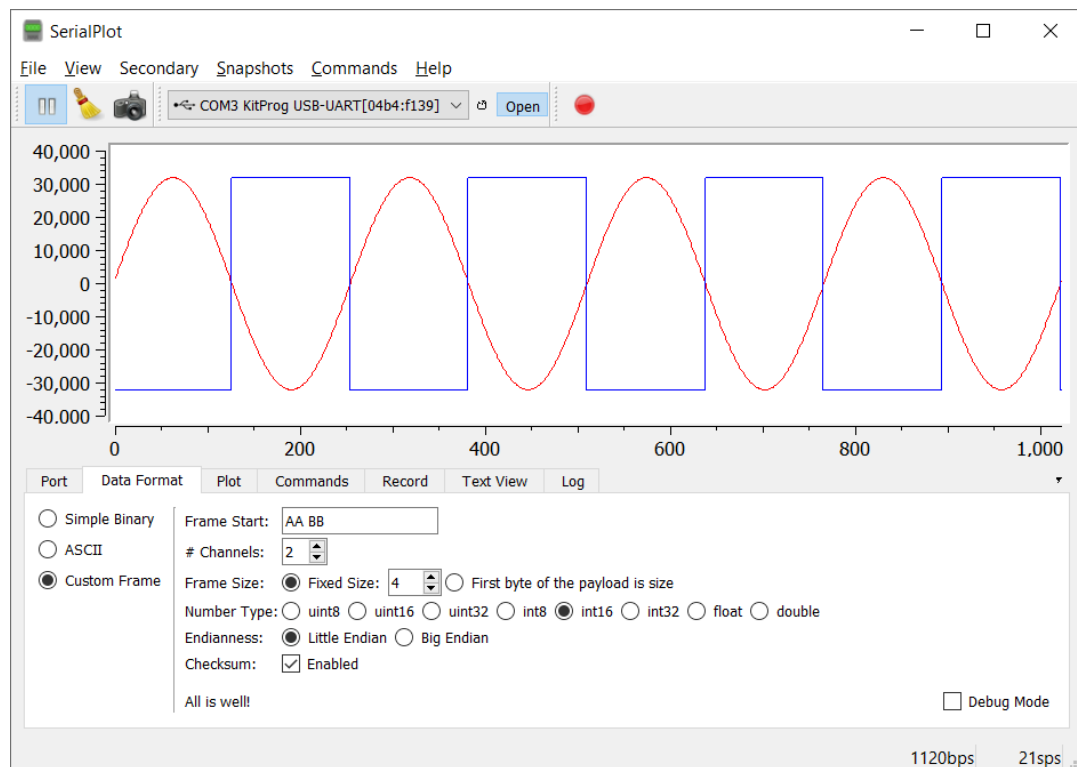 SerialPlot
File View Secondary Snapshots Commands Help
COM3 KitProg USB-UART[04b4:f139] Open
40,000
30,000
20,000
10,000
0
-10,000
-20,000
-30,000
-40.000
0 200 400 600 800 1,000
Port Data Format Plot Commands Record Text View Log
Simple Binary Frame Start: AA BB
ASCII # Channels: 2
Custom Frame Frame Size: Fixed Size: 4 First byte of the payload is size
Number Type: uint8 uint16 uint32 int8 int16 int32 float double
Endianness: Little Endian Big Endian
Checksum: Enabled
All is well! Debug Mode
1120bps 21sps